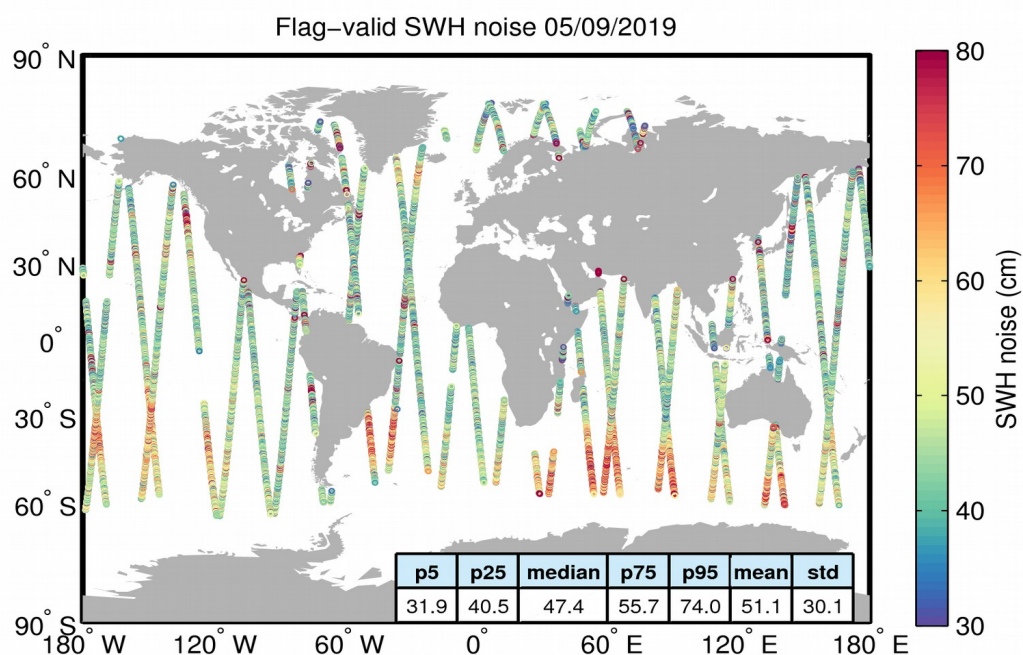 Flag−valid SWH noise 05/09/2019
90° N
60° N
30° N
0°
30° S
60° S
90° S
180° W
120° W
60° W
0°
60° E
120° E
180° E
80
70
60
50
40
30
SWH noise (cm)
p5 p25 median p75 p95 mean std
31.9 40.5 47.4 55.7 74.0 51.1 30.1